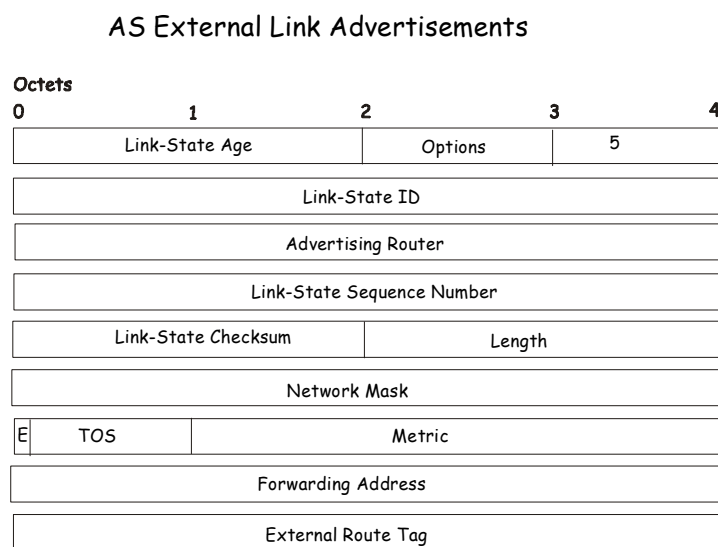 AS External Link Advertisements
Octets
0 1 2 3 4
Link-State Age Options 5
Link-State ID
Advertising Router
Link-State Sequence Number
Link-State Checksum Length
Network Mask
E TOS Metric
Forwarding Address
External Route Tag